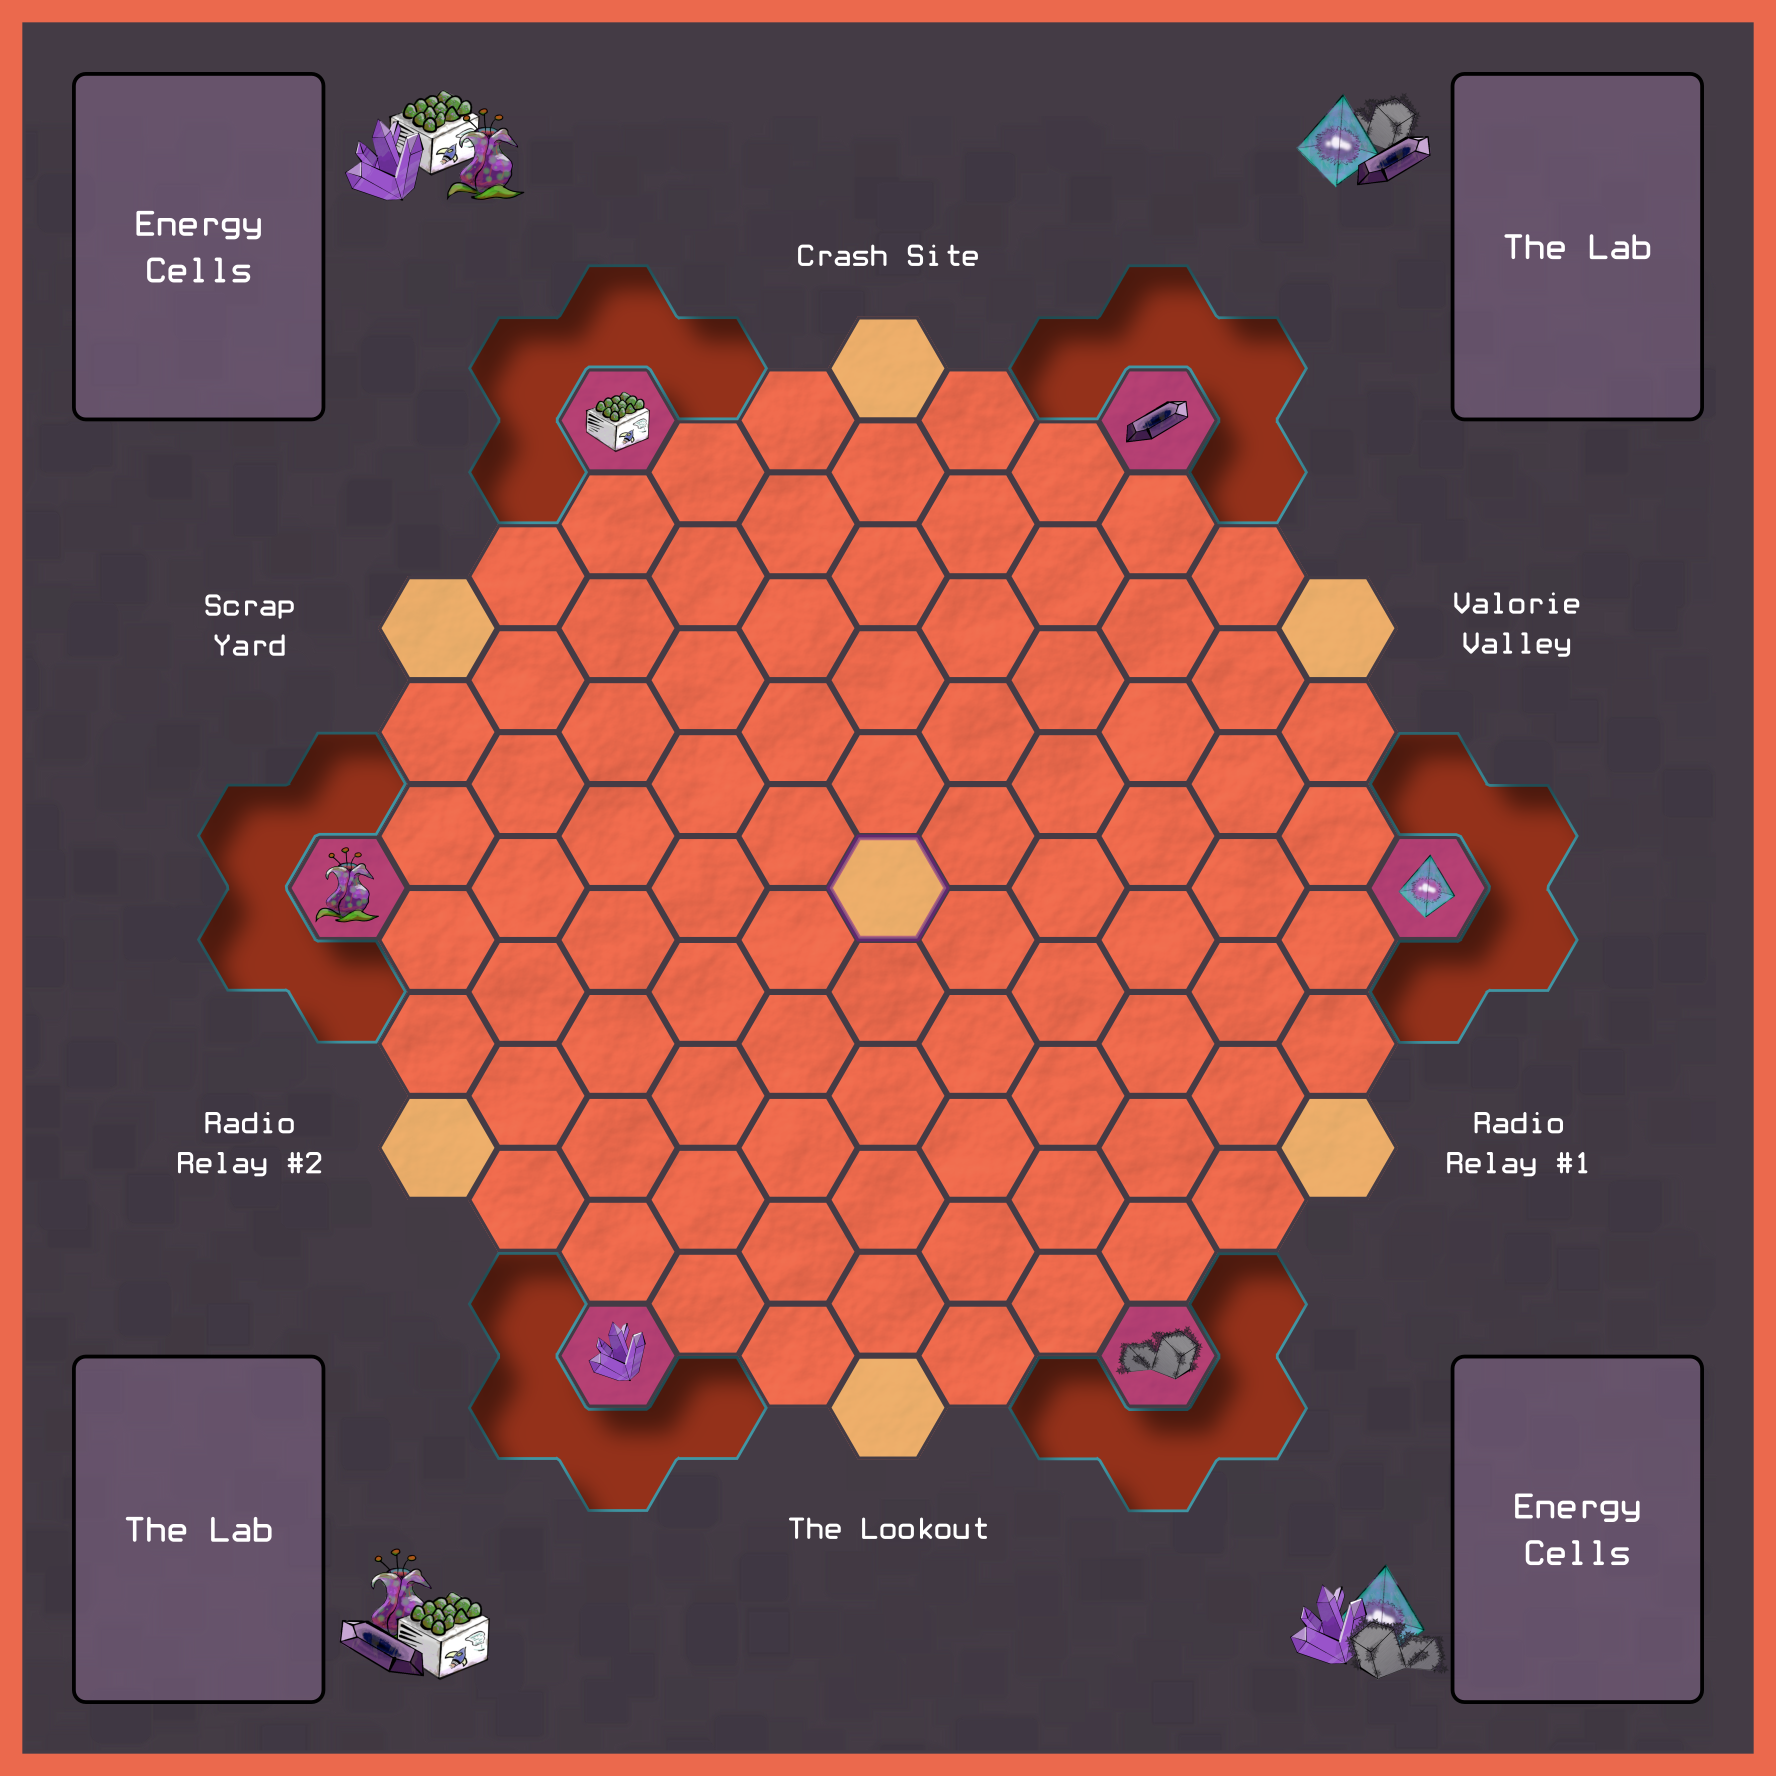 Energy
Cells
The Lab
Crash Site
Scrap
Yard
Valorie
Valley
Radio
Relay #2
Radio
Relay #1
The Lab
The Lookout
Energy
Cells